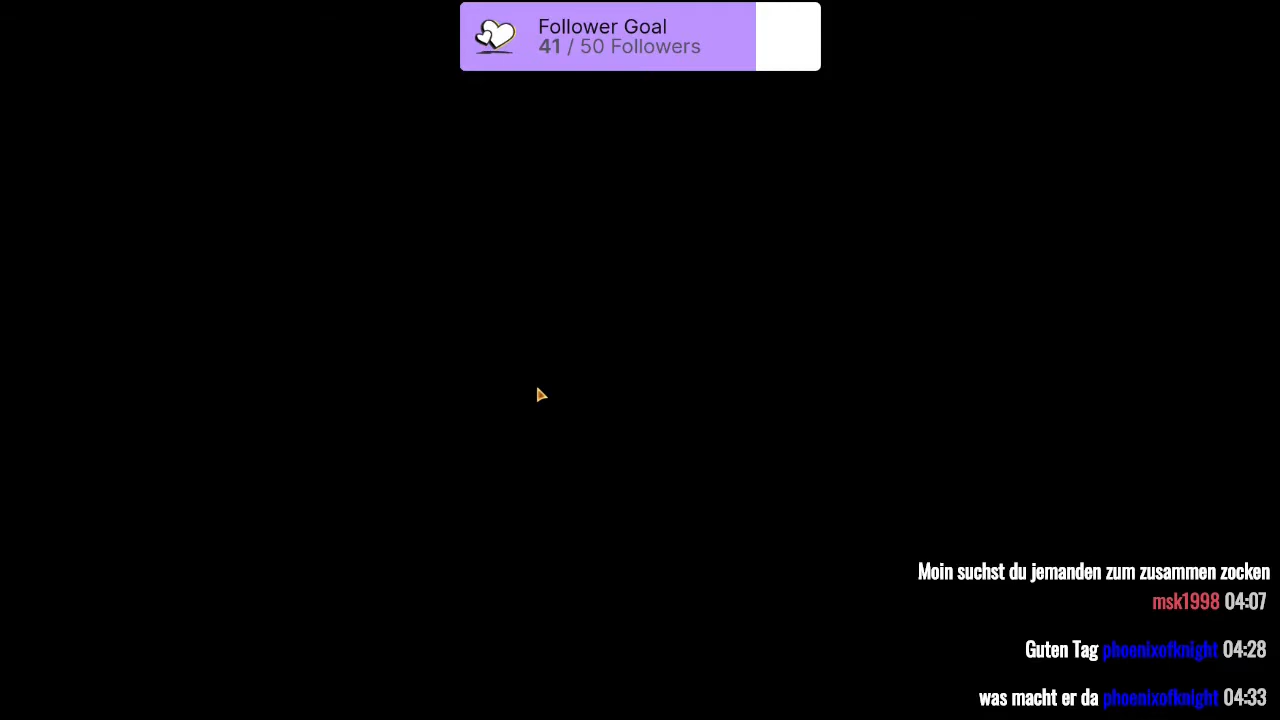 Follower Goal
41 / 50 Followers
Moin suchst du jemanden zum zusammen zocken
msk1998 04:07
Guten Tag phoenixofknight 04:28
was macht er da phoenixofknight 04:33